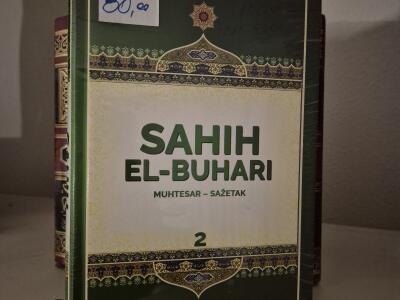 80,00
SAHIH
EL-BUHARI
MUHTESAR – SAŽETAK
2